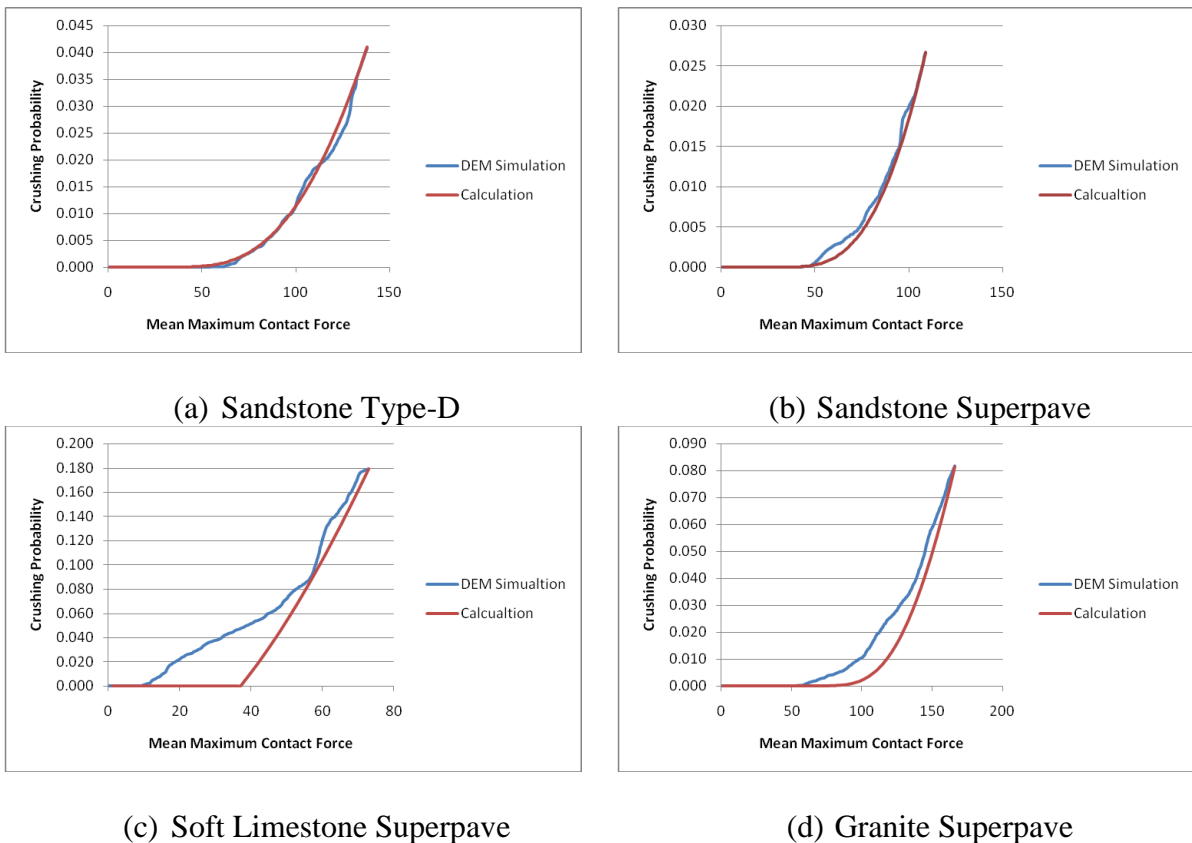 0.045
0.040
0.035
0.030
0.025
0.020
0.015
0.010
0.005
0.000
Crushing Probability
0 50 100 150
Mean Maximum Contact Force
DEM Simulation
Calculation
0.030
0.025
0.020
0.015
0.010
0.005
0.000
Crushing Probability
0 50 100 150
Mean Maximum Contact Force
DEM Simulation
Calcualtion
(a) Sandstone Type-D
(b) Sandstone Superpave
0.200
0.180
0.160
0.140
0.120
0.100
0.080
0.060
0.040
0.020
0.000
Crushing Probability
0 20 40 60 80
Mean Maximum Contact Force
DEM Simualtion
Calcualtion
0.090
0.080
0.070
0.060
0.050
0.040
0.030
0.020
0.010
0.000
Crushing Probability
0 50 100 150 200
Mean Maximum Contact Force
DEM Simulation
Calculation
(c) Soft Limestone Superpave
(d) Granite Superpave